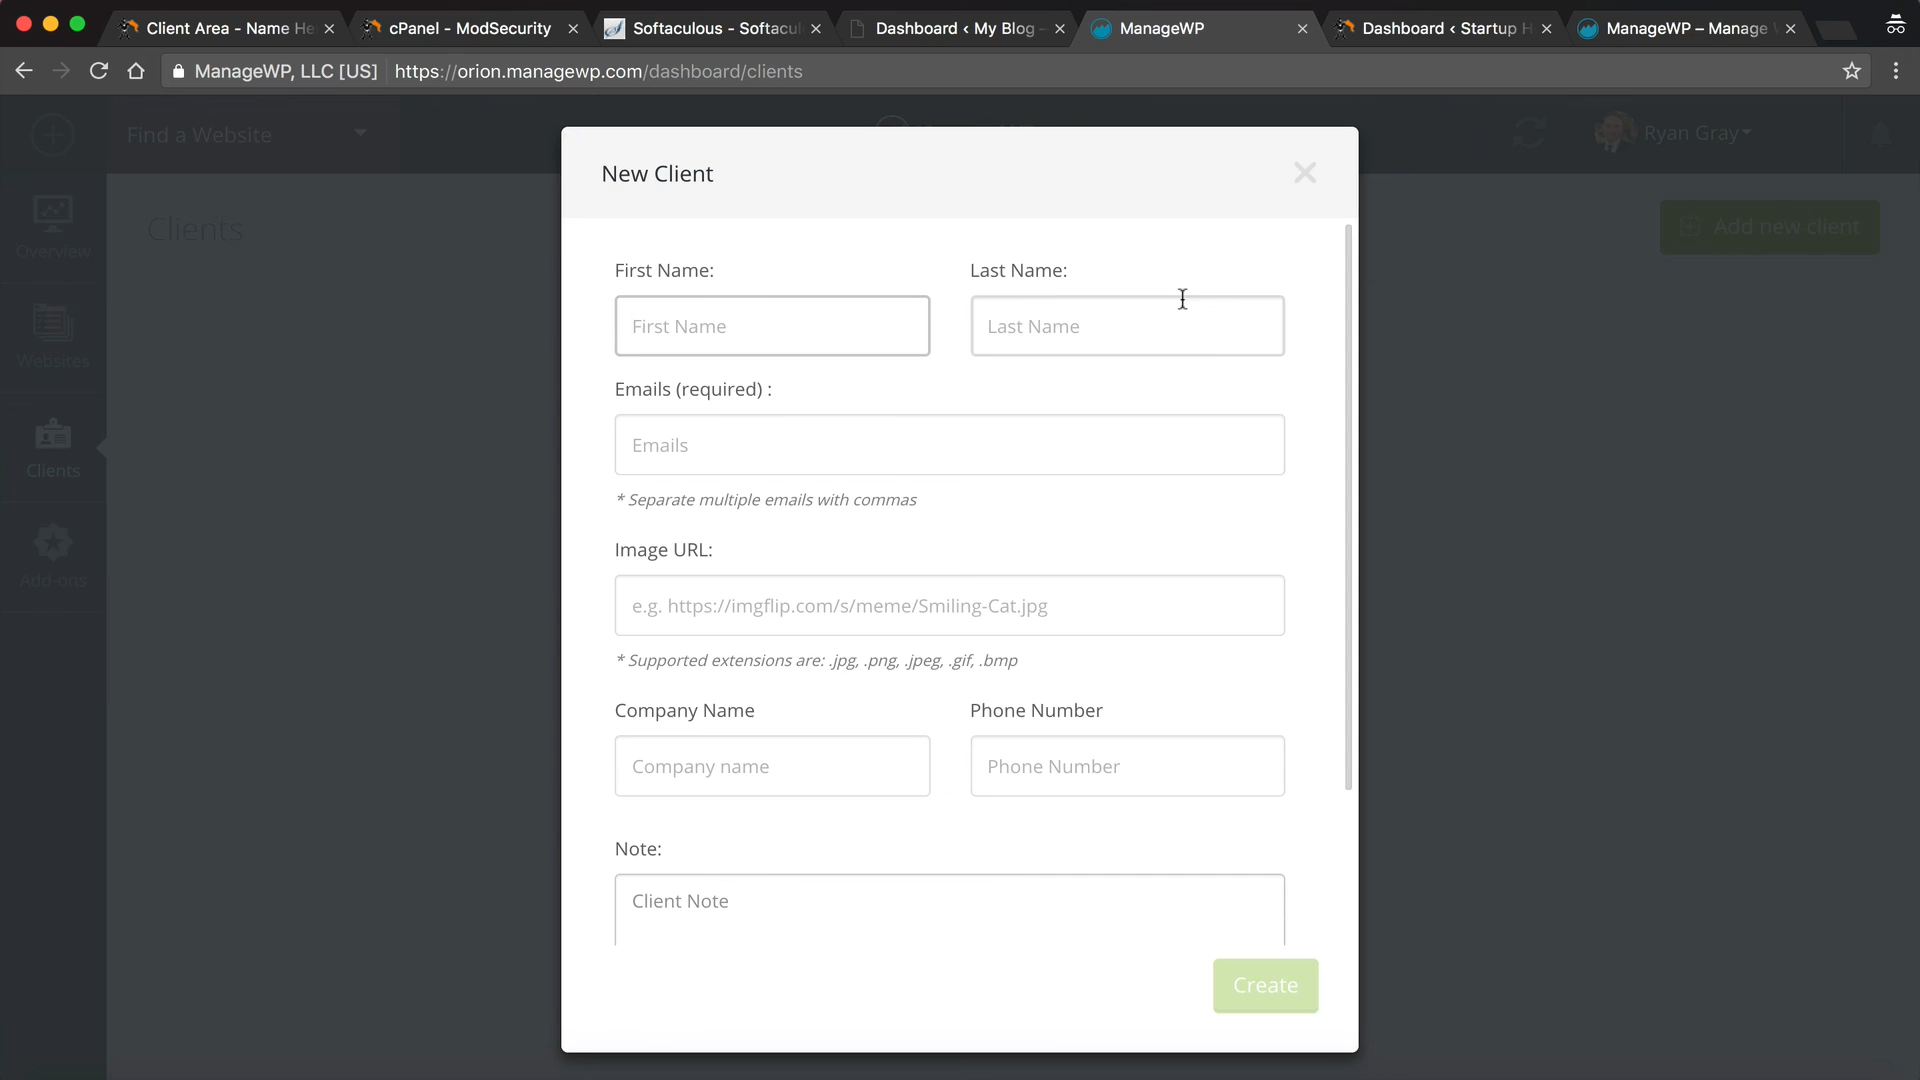 Client Area - Name He
cPanel - ModSecurity
Softaculous - Softacul
Dashboard ‹ My Blog -
ManageWP
Dashboard ‹ Startup H
ManageWP – Manage
ManageWP, LLC [US]
https://orion.managewp.com/dashboard/clients
Find a Website
Ryan Gray
Overview
Websites
Clients
Add-ons
Clients
Add new client
New Client
First Name:
Last Name:
First Name
Last Name
Emails (required) :
Emails
* Separate multiple emails with commas
Image URL:
e.g. https://imgflip.com/s/meme/Smiling-Cat.jpg
* Supported extensions are: .jpg, .png, .jpeg, .gif, .bmp
Company Name
Phone Number
Company name
Phone Number
Note:
Client Note
Create